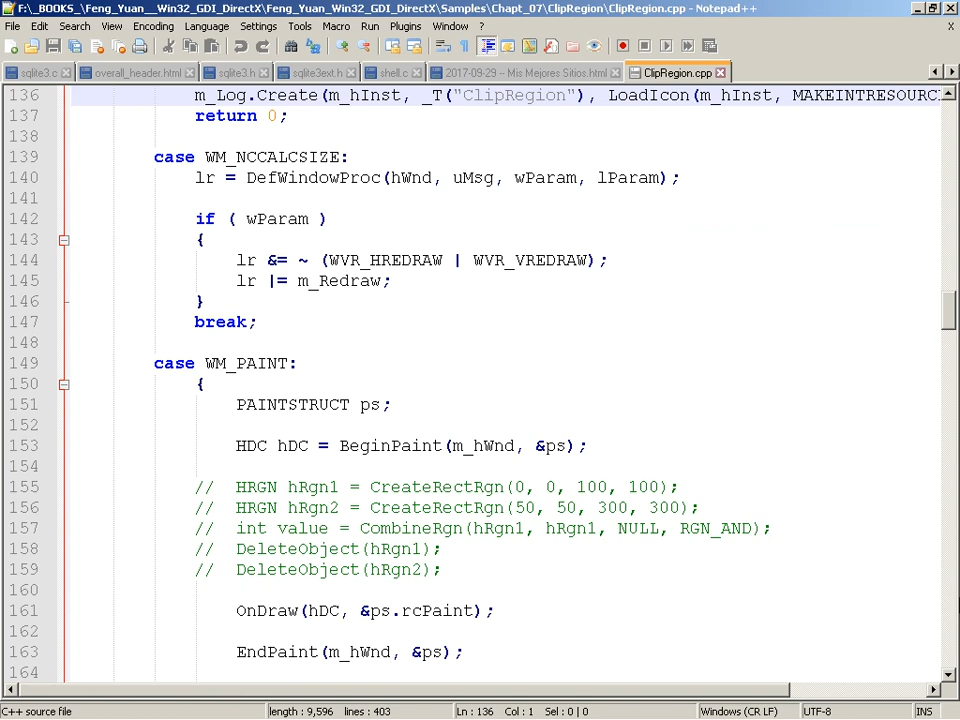 F:\_BOOKS_\Feng_Yuan__Win32_GDI_DirectX\Feng_Yuan_Win32_GDI_DirectX\Samples\Chapt_07\ClipRegion\ClipRegion.cpp - Notepad++
File Edit Search View Encoding Language Settings Tools Macro Run Plugins Window ? X
sqlite3.c overall_header.html sqlite3.h sqlite3ext.h shell.c 2017-09-29 -- Mis Mejores Sitios.html ClipRegion.cpp
136 m_Log.Create(m_hInst, _T("ClipRegion"), LoadIcon(m_hInst, MAKEINTRESOURC
137 return 0;
138
139 case WM_NCCALCSIZE:
140 lr = DefWindowProc(hWnd, uMsg, wParam, lParam);
141
142 if ( wParam )
143 {
144 lr &= ~ (WVR_HREDRAW | WVR_VREDRAW);
145 lr |= m_Redraw;
146 }
147 break;
148
149 case WM_PAINT:
150 {
151 PAINTSTRUCT ps;
152
153 HDC hDC = BeginPaint(m_hWnd, &ps);
154
155 // HRGN hRgn1 = CreateRectRgn(0, 0, 100, 100);
156 // HRGN hRgn2 = CreateRectRgn(50, 50, 300, 300);
157 // int value = CombineRgn(hRgn1, hRgn1, NULL, RGN_AND);
158 // DeleteObject(hRgn1);
159 // DeleteObject(hRgn2);
160
161 OnDraw(hDC, &ps.rcPaint);
162
163 EndPaint(m_hWnd, &ps);
164
C++ source file length : 9,596 lines : 403 Ln : 136 Col : 1 Sel : 0 | 0 Windows (CR LF) UTF-8 INS